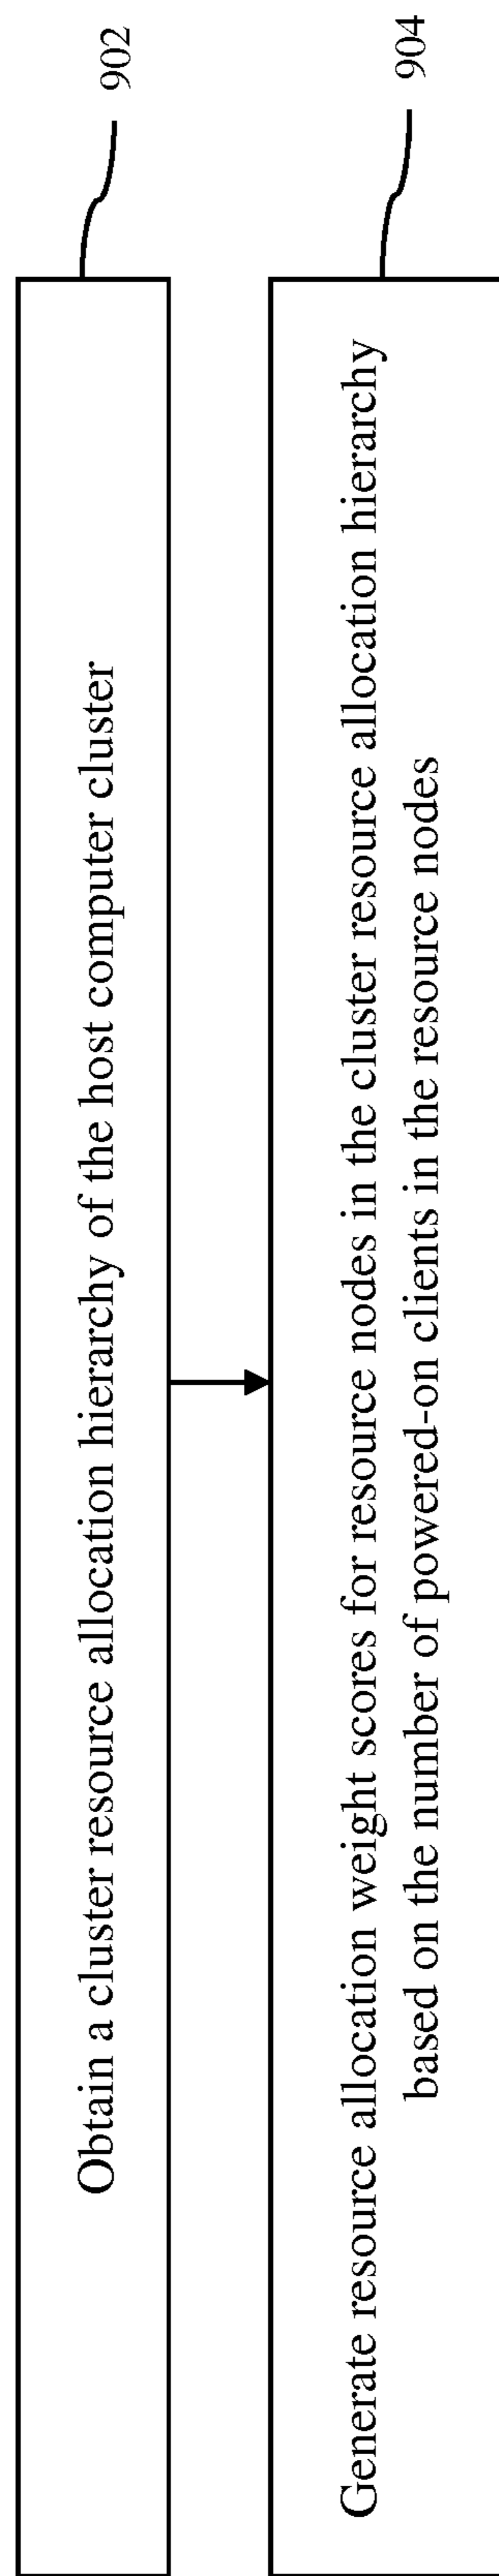 902
Obtain a cluster resource allocation hierarchy of the host computer cluster
904
Generate resource allocation weight scores for resource nodes in the cluster resource allocation hierarchy
based on the number of powered-on clients in the resource nodes